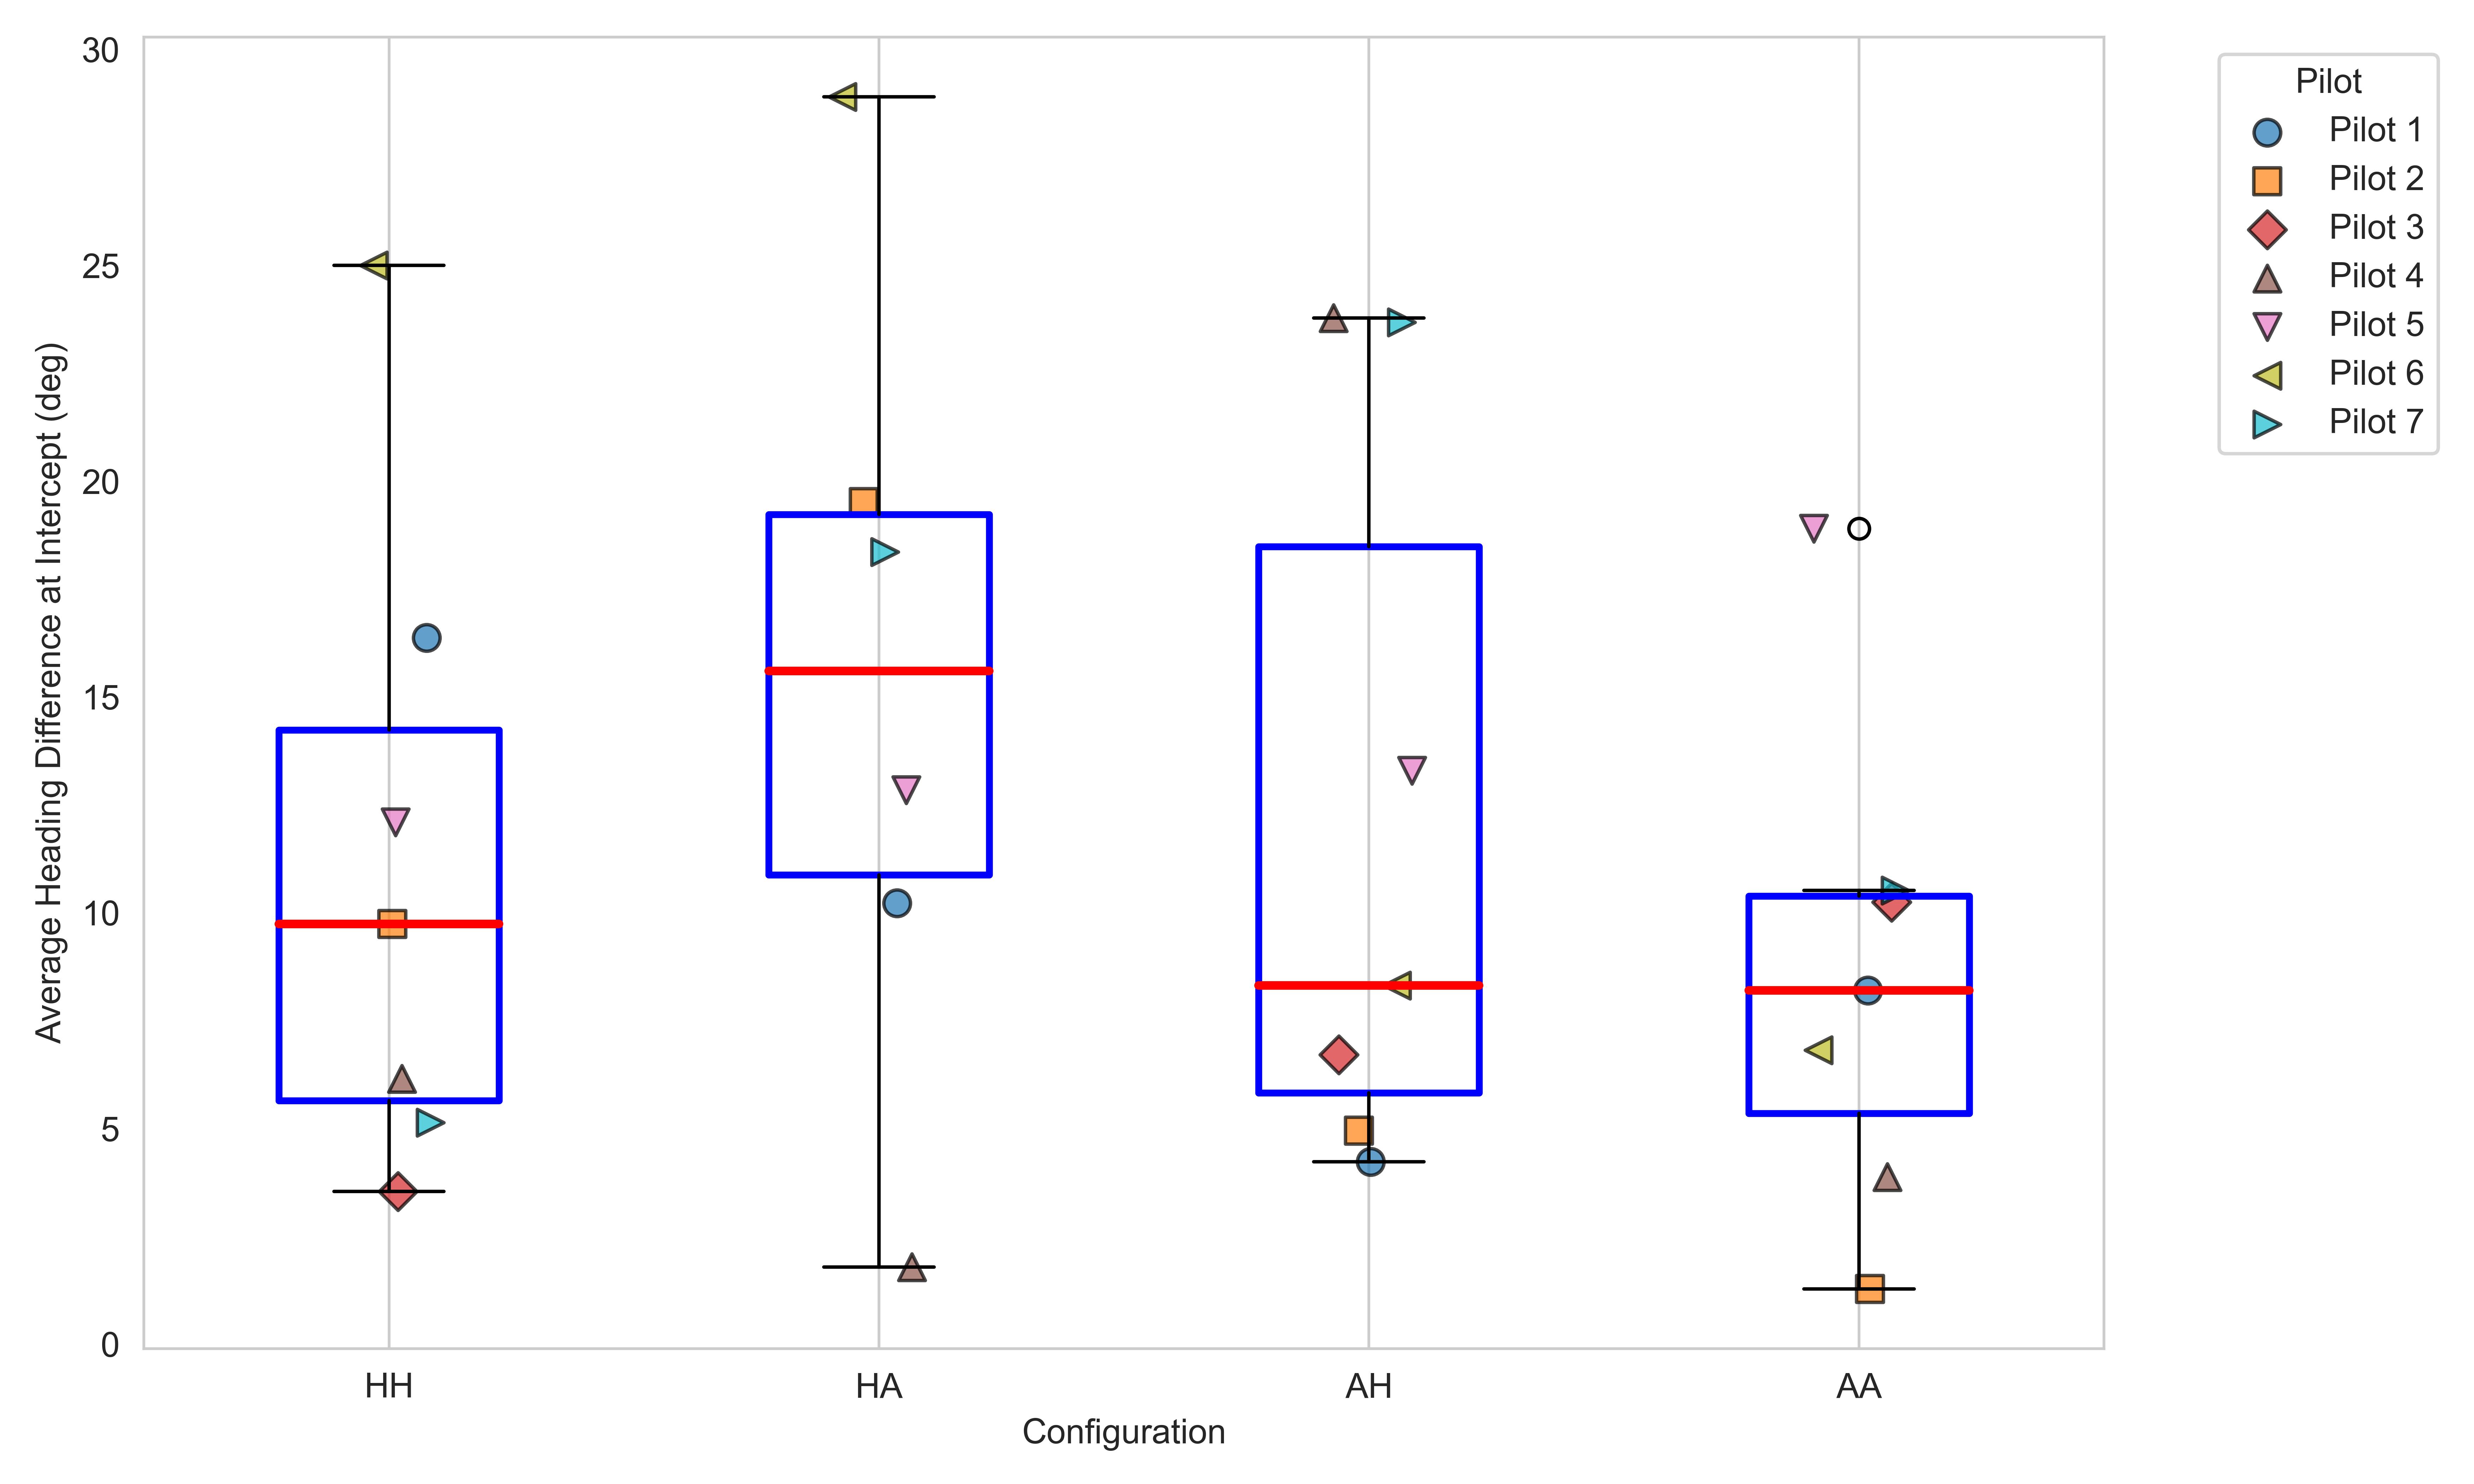 30
25
20
15
10
5
0
Average Heading Difference at Intercept (deg)
HH
HA
AH
AA
Configuration
Pilot
Pilot 1
Pilot 2
Pilot 3
Pilot 4
Pilot 5
Pilot 6
Pilot 7